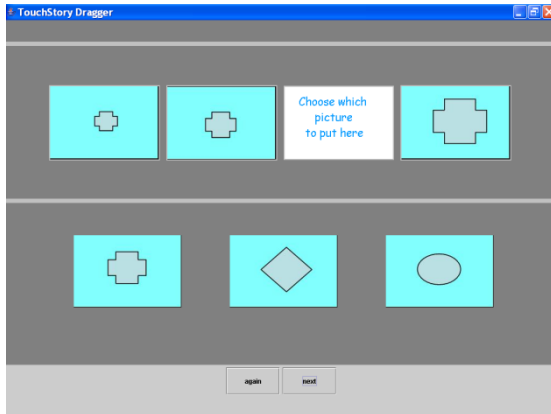 TouchStory Dragger
Choose which
picture
to put here
again
next